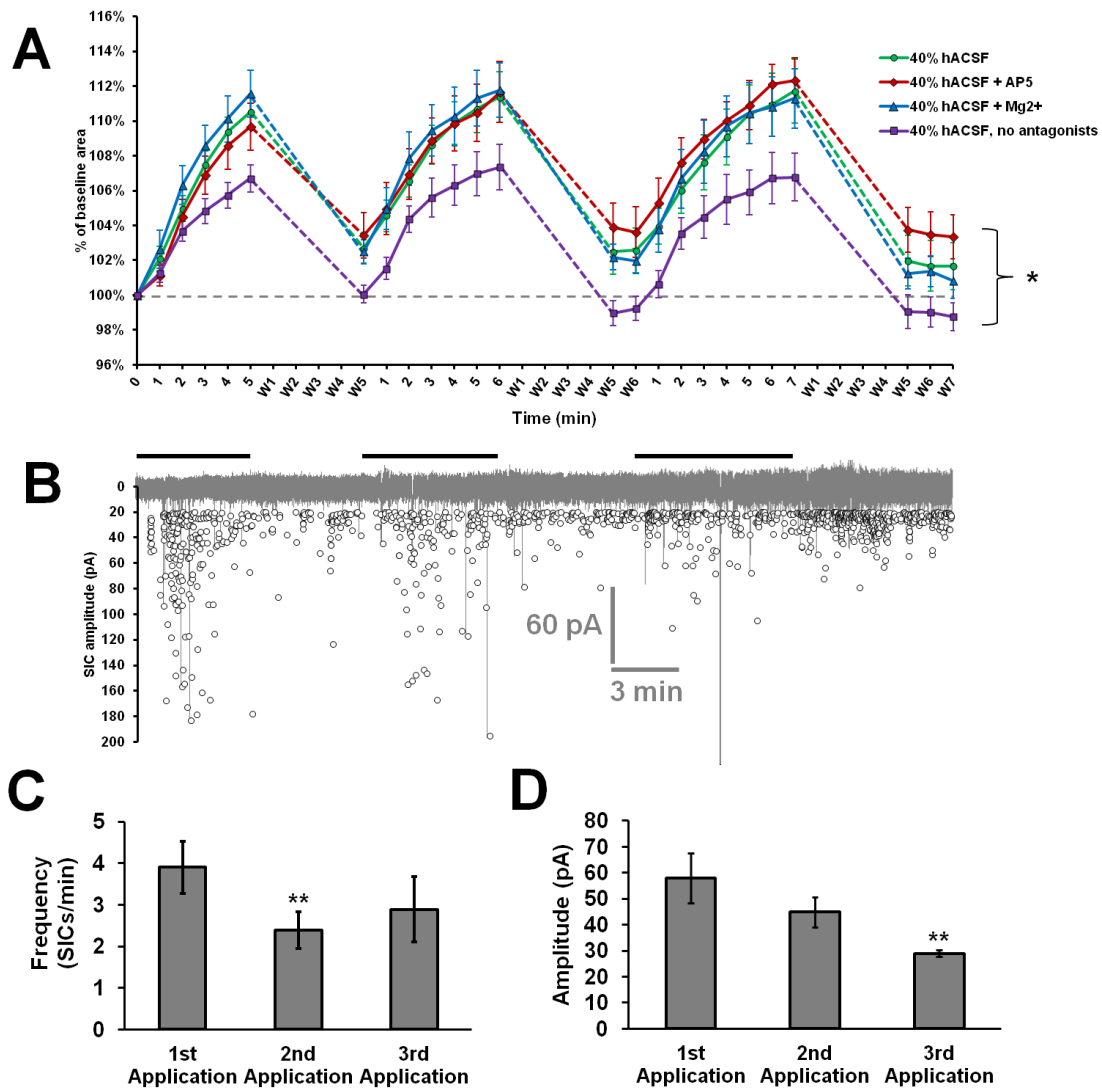 A
116%
114%
112%
110%
108%
106%
104%
102%
100%
98%
96%
% of baseline area
40% hACSF
40% hACSF + AP5
40% hACSF + Mg2+
40% hACSF, no antagonists
*
0 1 2 3 4 5 W1 W2 W3 W4 W5 1 2 3 4 5 6 W1 W2 W3 W4 W5 W6 1 2 3 4 5 6 7 W1 W2 W3 W4 W5 W6 W7
Time (min)
B
0
20
40
60
80
100
120
140
160
180
200
SIC amplitude (pA)
60 pA
3 min
C
Frequency
(SICs/min)
5
4
3
2
1
0
**
1st 2nd 3rd
Application Application Application
D
Amplitude (pA)
80
70
60
50
40
30
20
10
0
**
1st 2nd 3rd
Application Application Application